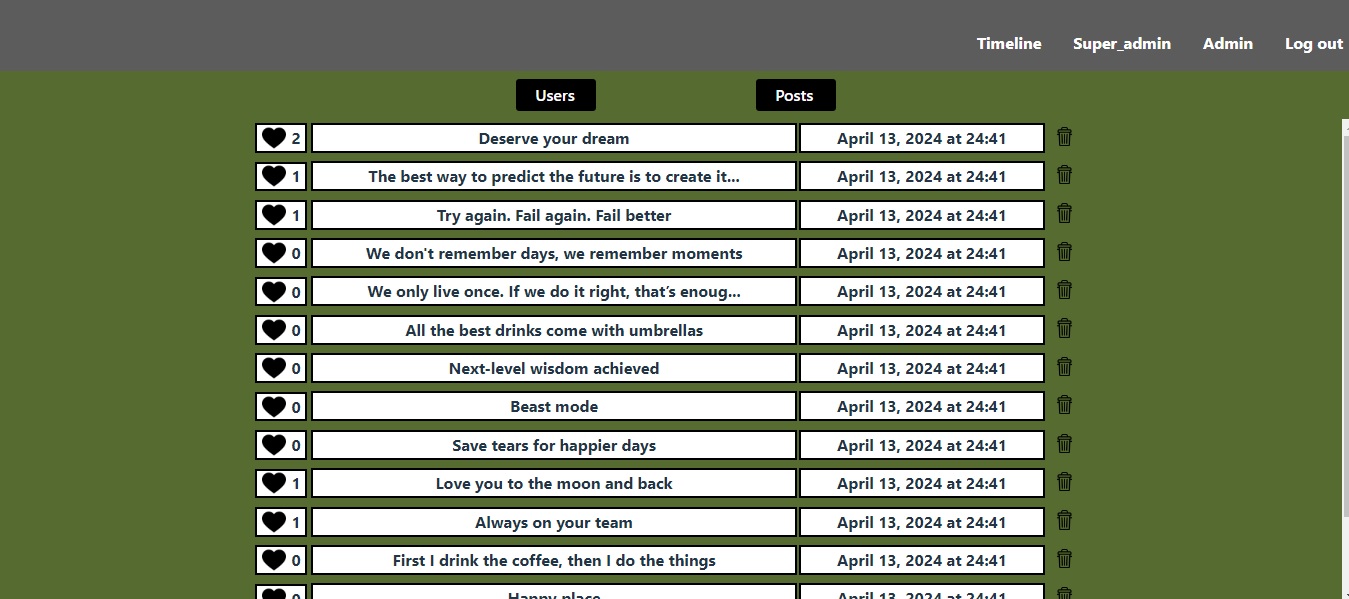 Timeline Super_admin Admin Log out
Users Posts
2 Deserve your dream April 13, 2024 at 24:41
1 The best way to predict the future is to create it... April 13, 2024 at 24:41
1 Try again. Fail again. Fail better April 13, 2024 at 24:41
0 We don't remember days, we remember moments April 13, 2024 at 24:41
0 We only live once. If we do it right, that’s enoug... April 13, 2024 at 24:41
0 All the best drinks come with umbrellas April 13, 2024 at 24:41
0 Next-level wisdom achieved April 13, 2024 at 24:41
0 Beast mode April 13, 2024 at 24:41
0 Save tears for happier days April 13, 2024 at 24:41
1 Love you to the moon and back April 13, 2024 at 24:41
1 Always on your team April 13, 2024 at 24:41
0 First I drink the coffee, then I do the things April 13, 2024 at 24:41
0 Happy place April 13, 2024 at 24:41